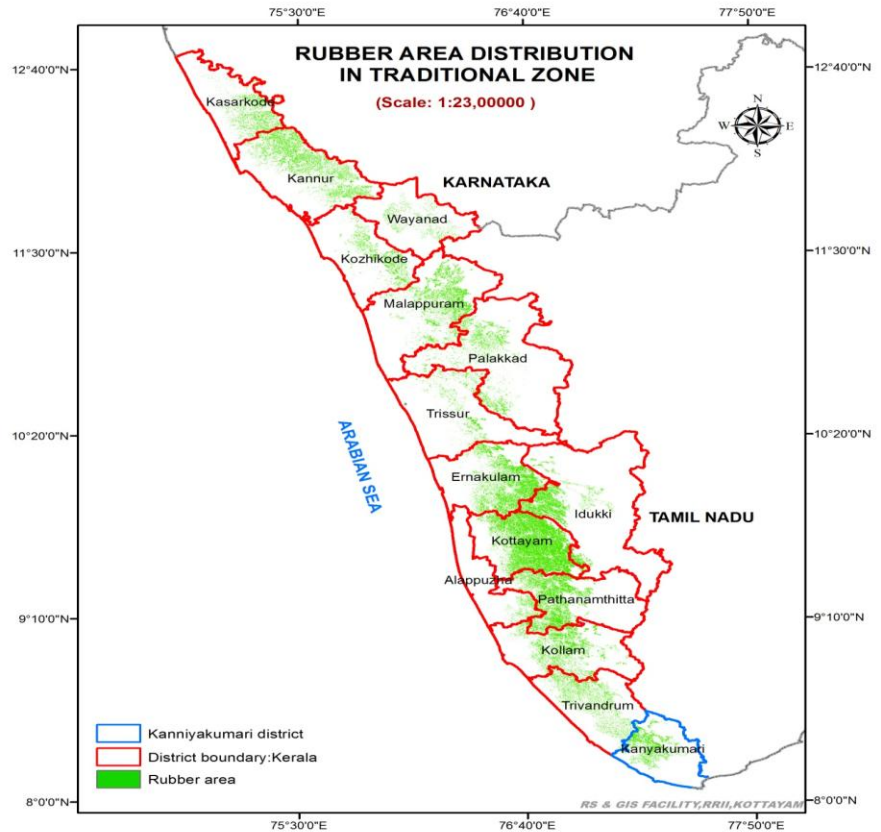 75°30'0"E
76°40'0"E
77°50'0"E
RUBBER AREA DISTRIBUTION
IN TRADITIONAL ZONE
(Scale: 1:23,00000 )
12°40'0"N
12°40'0"N
N
W
E
S
Kasarkode
Kannur
KARNATAKA
Wayanad
11°30'0"N
11°30'0"N
Kozhikode
Malappuram
Palakkad
Trissur
10°20'0"N
10°20'0"N
ARABIAN SEA
Ernakulam
Idukki
TAMIL NADU
Kottayam
Alappuzha
Pathanamthitta
9°10'0"N
9°10'0"N
Kollam
Trivandrum
Kanyakumari
Kanniyakumari district
District boundary:Kerala
Rubber area
8°0'0"N
8°0'0"N
RS & GIS FACILITY,RRII,KOTTAYAM
75°30'0"E
76°40'0"E
77°50'0"E